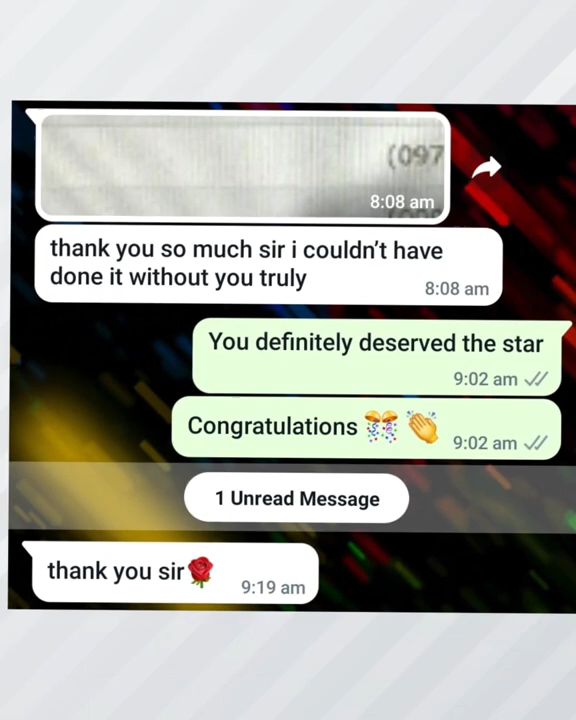 (097
8:08 am
thank you so much sir i couldn't have
done it without you truly
8:08 am
You definitely deserved the star
9:02 am
Congratulations 🎊 👏
9:02 am
1 Unread Message
thank you sir🌹
9:19 am